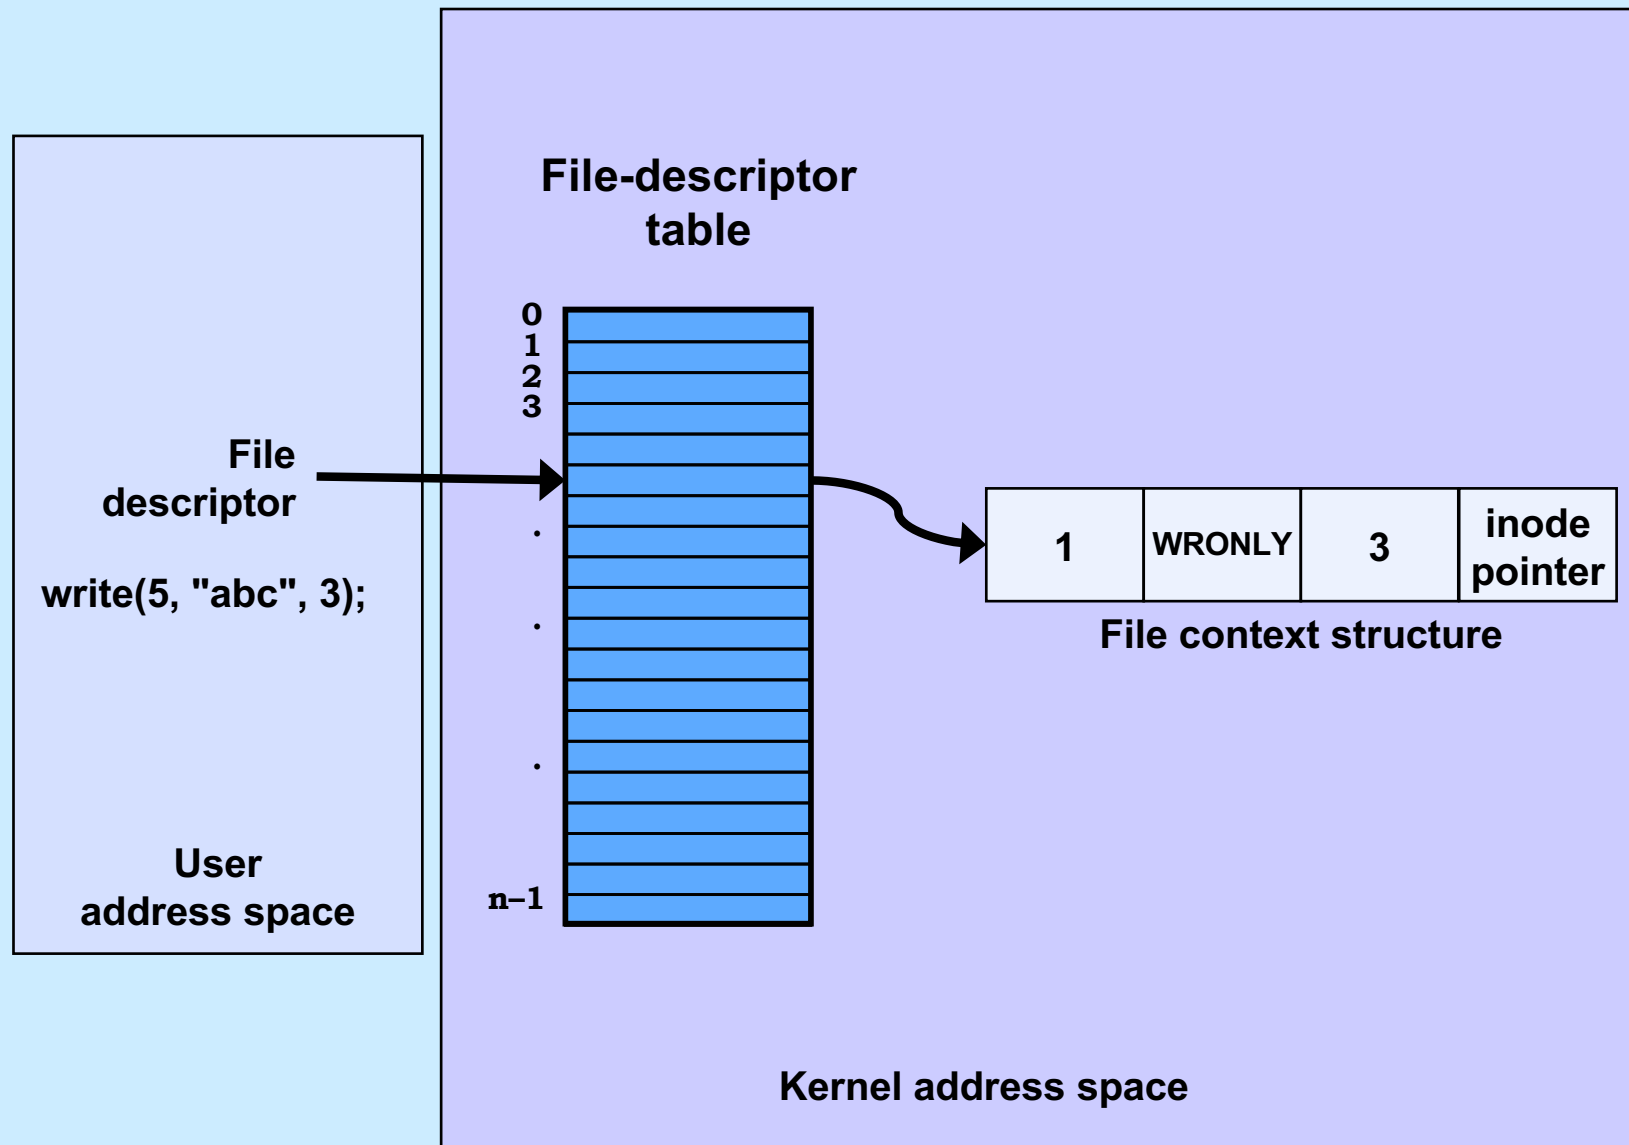 File-descriptor
table
0
1
2
3
.
.
.
n–1
File
descriptor
write(5, "abc", 3);
User
address space
1
WRONLY
3
inode
pointer
File context structure
Kernel address space